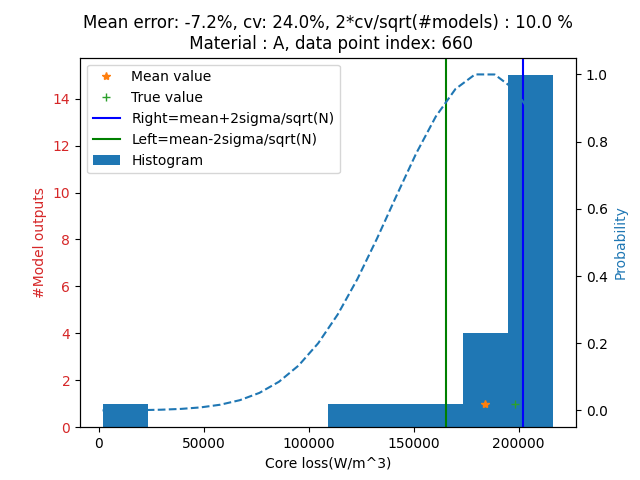 Mean error: -7.2%, cv: 24.0%, 2*cv/sqrt(#models) : 10.0 %
Material : A, data point index: 660
Mean value
True value
Right=mean+2sigma/sqrt(N)
Left=mean-2sigma/sqrt(N)
Histogram
#Model outputs
14
12
10
8
6
4
2
0
Probability
1.0
0.8
0.6
0.4
0.2
0.0
0
50000
100000
150000
200000
Core loss(W/m^3)